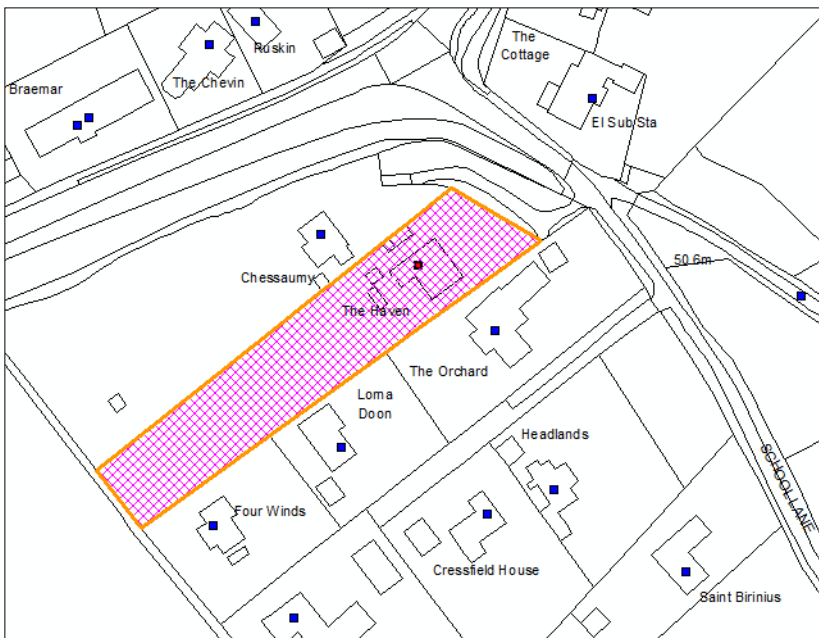 The
Cottage
Ruskin
The Chevin
Braemar
El Sub Sta
50.6m
Chessaumy
The Haven
The Orchard
Lorna
Doon
Headlands
SCHOOL LANE
Four Winds
Cressfield House
Saint Birinius